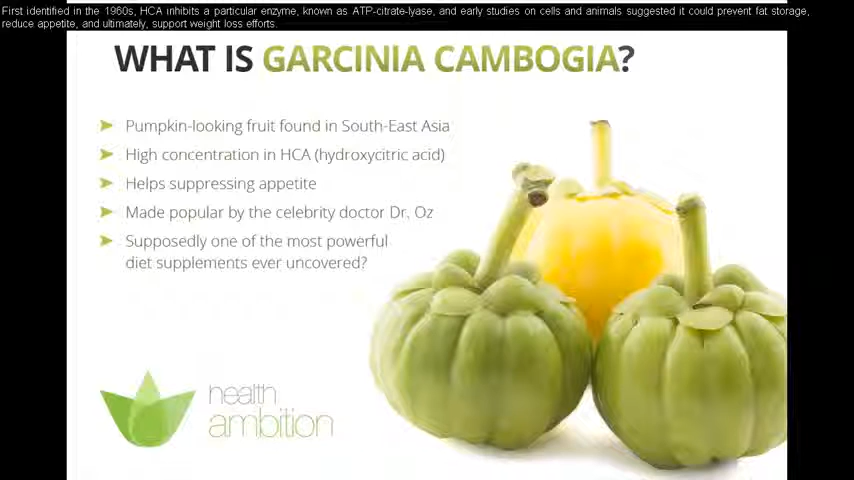 First identified in the 1960s, HCA inhibits a particular enzyme, known as ATP-citrate-lyase, and early studies on cells and animals suggested it could prevent fat storage,
reduce appetite, and ultimately, support weight loss efforts.
WHAT IS GARCINIA CAMBOGIA?
Pumpkin-looking fruit found in South-East Asia
High concentration in HCA (hydroxycitric acid)
Helps suppressing appetite
Made popular by the celebrity doctor Dr. Oz
Supposedly one of the most powerful
diet supplements ever uncovered?
health
ambition